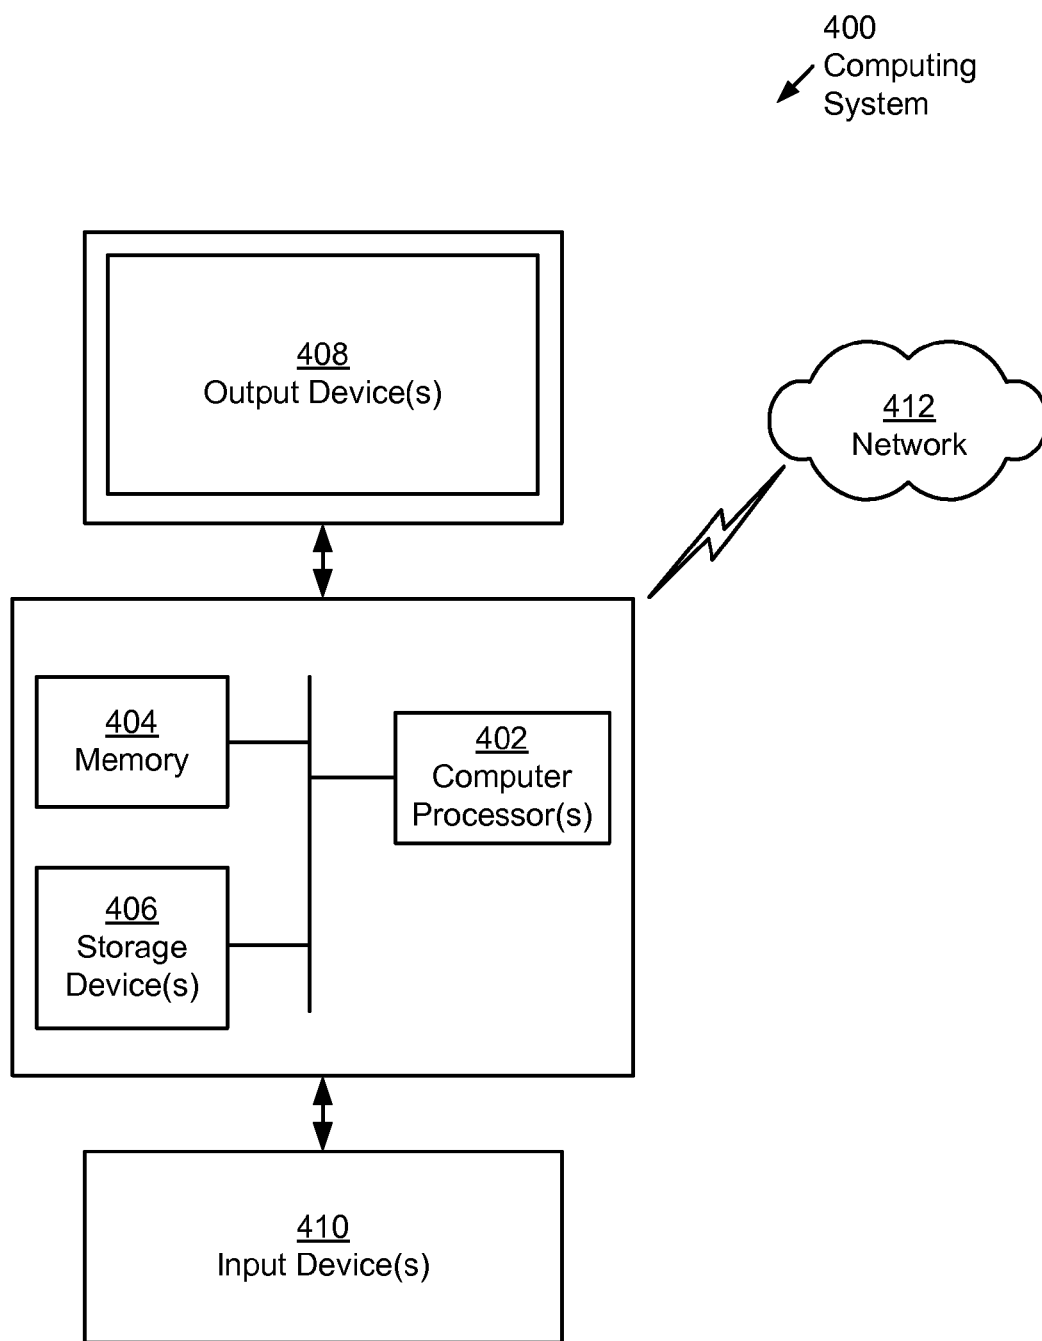 400
Computing
System
408
Output Device(s)
412
Network
404
Memory
402
Computer
Processor(s)
406
Storage
Device(s)
410
Input Device(s)